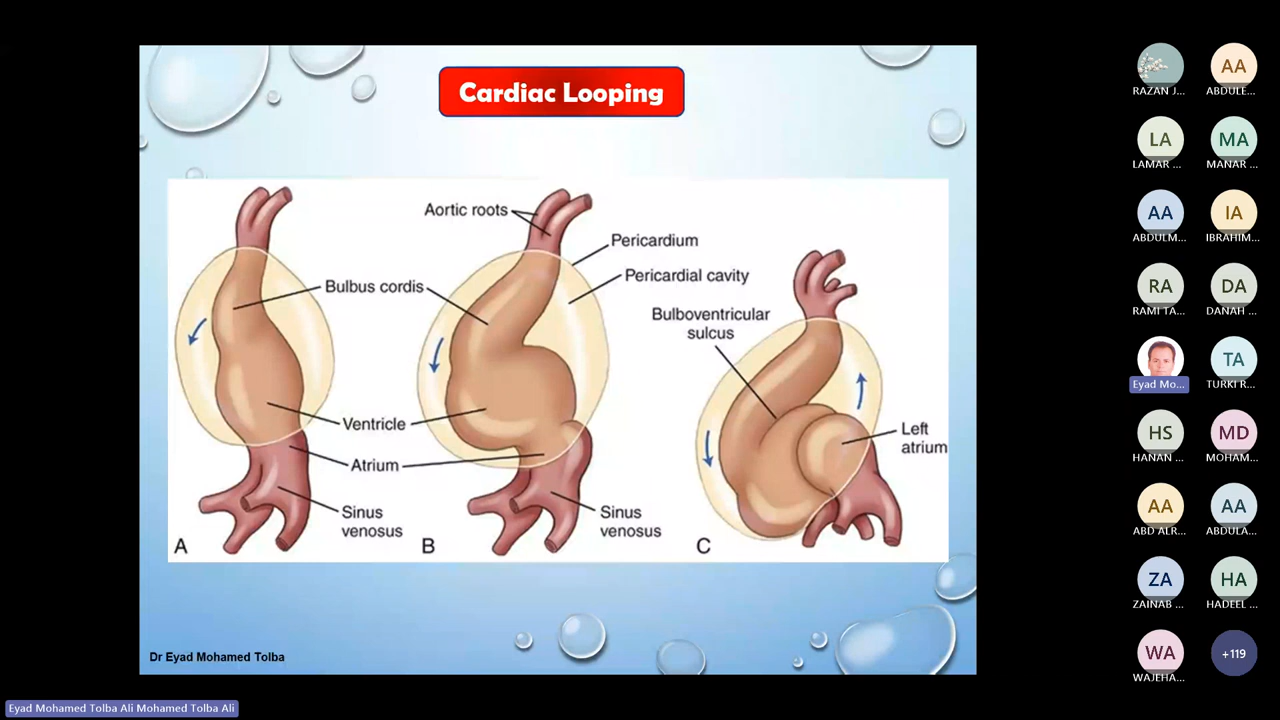 Cardiac Looping
Aortic roots
Pericardium
Pericardial cavity
Bulbus cordis
Bulboventricular
sulcus
Ventricle
Atrium
Left
atrium
Sinus
venosus
Sinus
venosus
A
B
C
Dr Eyad Mohamed Tolba
RAZAN J...
AA
ABDULE...
LA
LAMAR ...
MA
MANAR ...
AA
ABDULM...
IA
IBRAHIM...
RA
RAMI TA...
DA
DANAH ...
Eyad Mo...
TA
TURKI R...
HS
HANAN ...
MD
MOHAM...
AA
ABD ALR...
AA
ABDULA...
ZA
ZAINAB ...
HA
HADEEL ...
WA
WAJEHA...
+119
Eyad Mohamed Tolba Ali Mohamed Tolba Ali